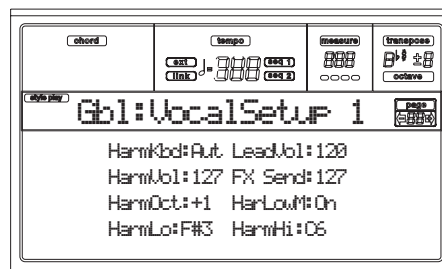 chord tempo measure transpose
ext link seq 1 seq 2 octave
style play Gbl:VocalSetup 1 page
HarmKbd:Aut LeadVol:120
HarmVol:127 FX Send:127
HarmOct:+1 HarLowM:On
HarmLo:F#3 HarmHi:C6